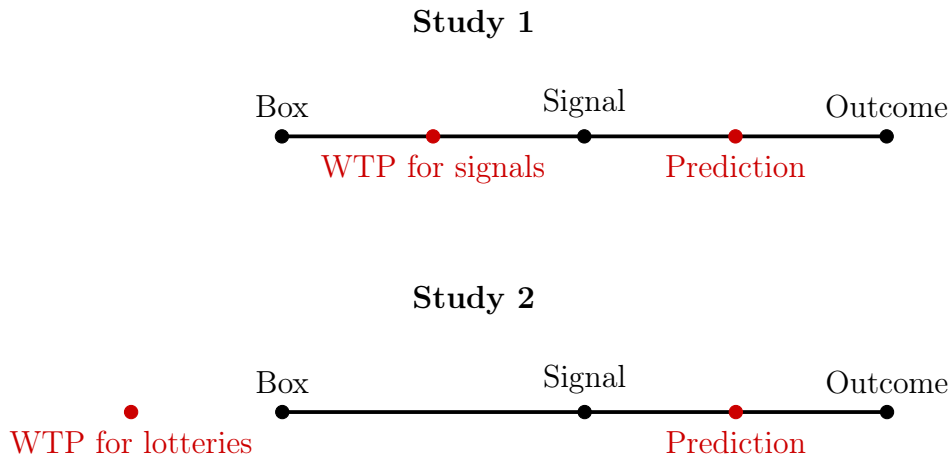 Study 1
Box Signal Outcome
WTP for signals Prediction
Study 2
Box Signal Outcome
WTP for lotteries Prediction